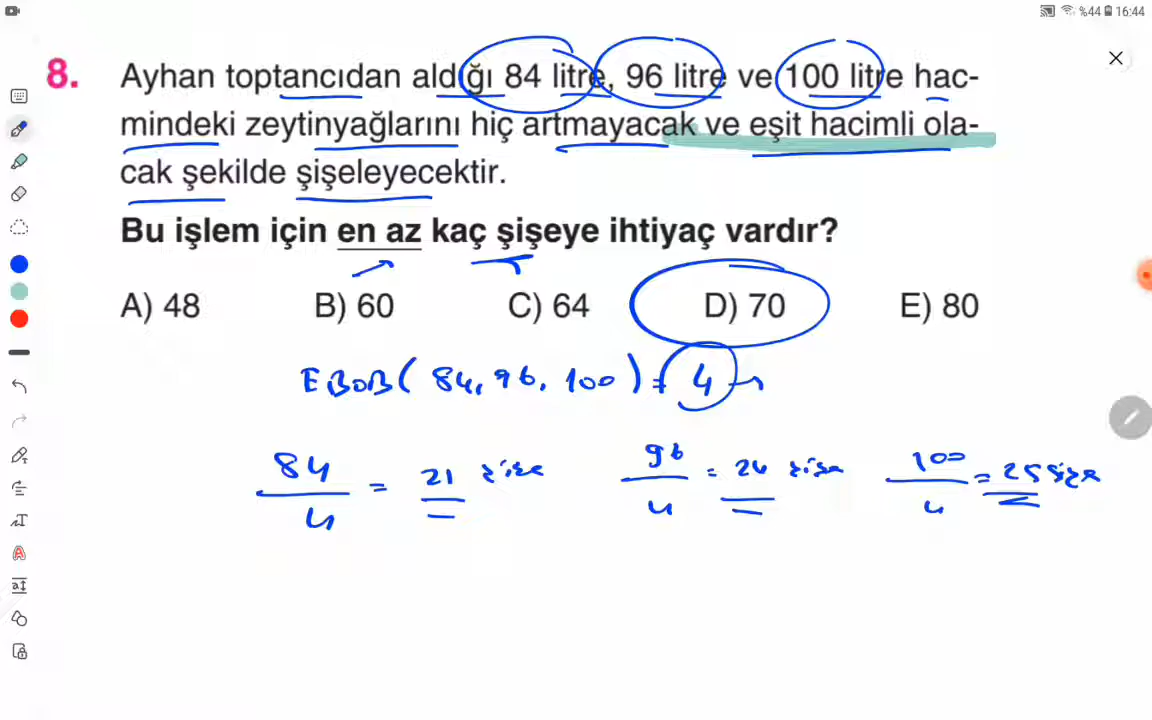 %44 16:44
8. Ayhan toptancıdan aldığı 84 litre, 96 litre ve 100 litre hac-
mindeki zeytinyağlarını hiç artmayacak ve eşit hacimli ola-
cak şekilde şişeleyecektir.
Bu işlem için en az kaç şişeye ihtiyaç vardır?
A) 48 B) 60 C) 64 D) 70 E) 80
EBOB( 84, 96, 100 ) = 4
84/4 = 21 şişe 96/4 = 24 şişe 100/4 = 25 şişe